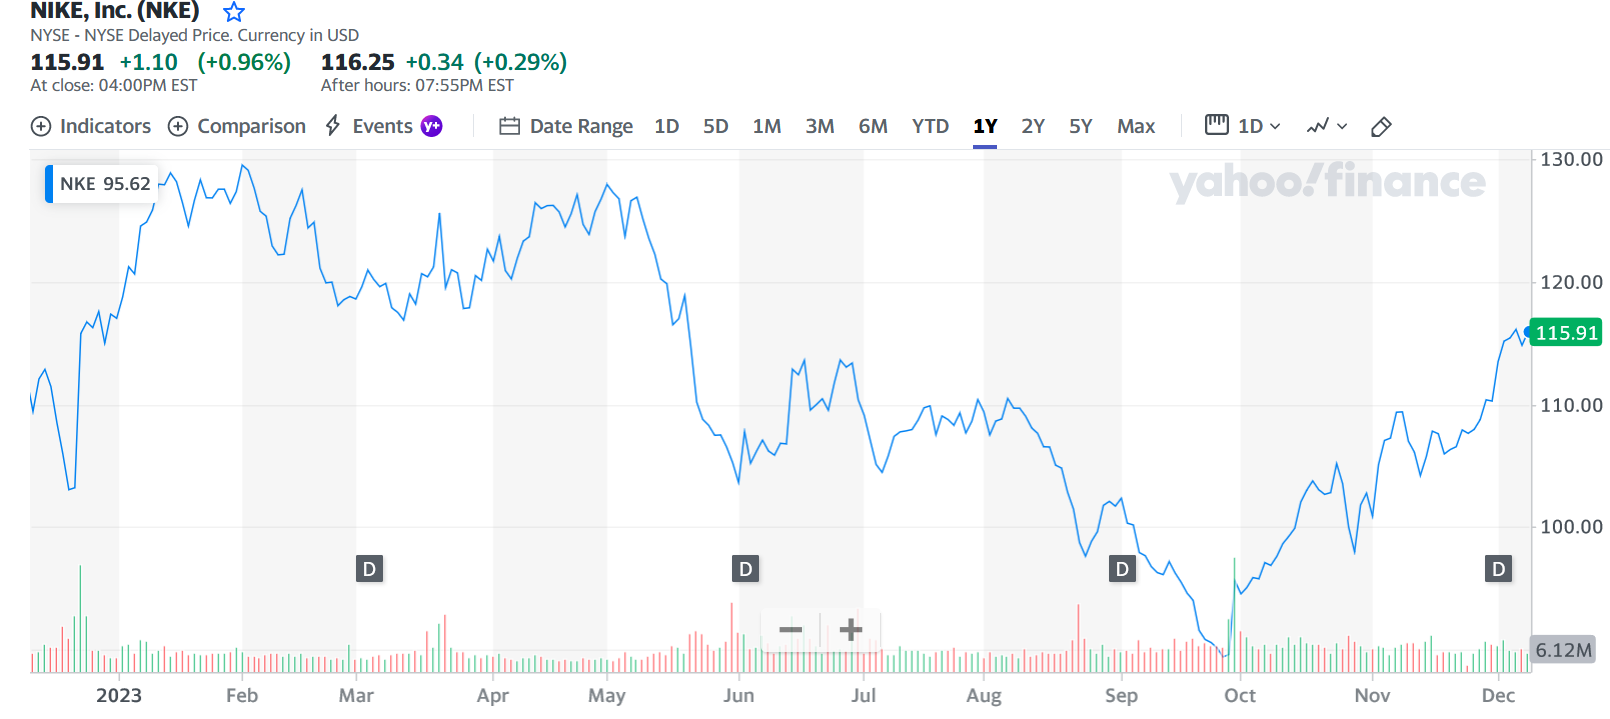 NIKE, Inc. (NKE)
NYSE - NYSE Delayed Price. Currency in USD
115.91 +1.10 (+0.96%) 116.25 +0.34 (+0.29%)
At close: 04:00PM EST After hours: 07:55PM EST
Indicators Comparison Events y+ Date Range 1D 5D 1M 3M 6M YTD 1Y 2Y 5Y Max 1D
130.00
NKE 95.62
yahoo!finance
120.00
115.91
110.00
100.00
D D D D
6.12M
2023 Feb Mar Apr May Jun Jul Aug Sep Oct Nov Dec